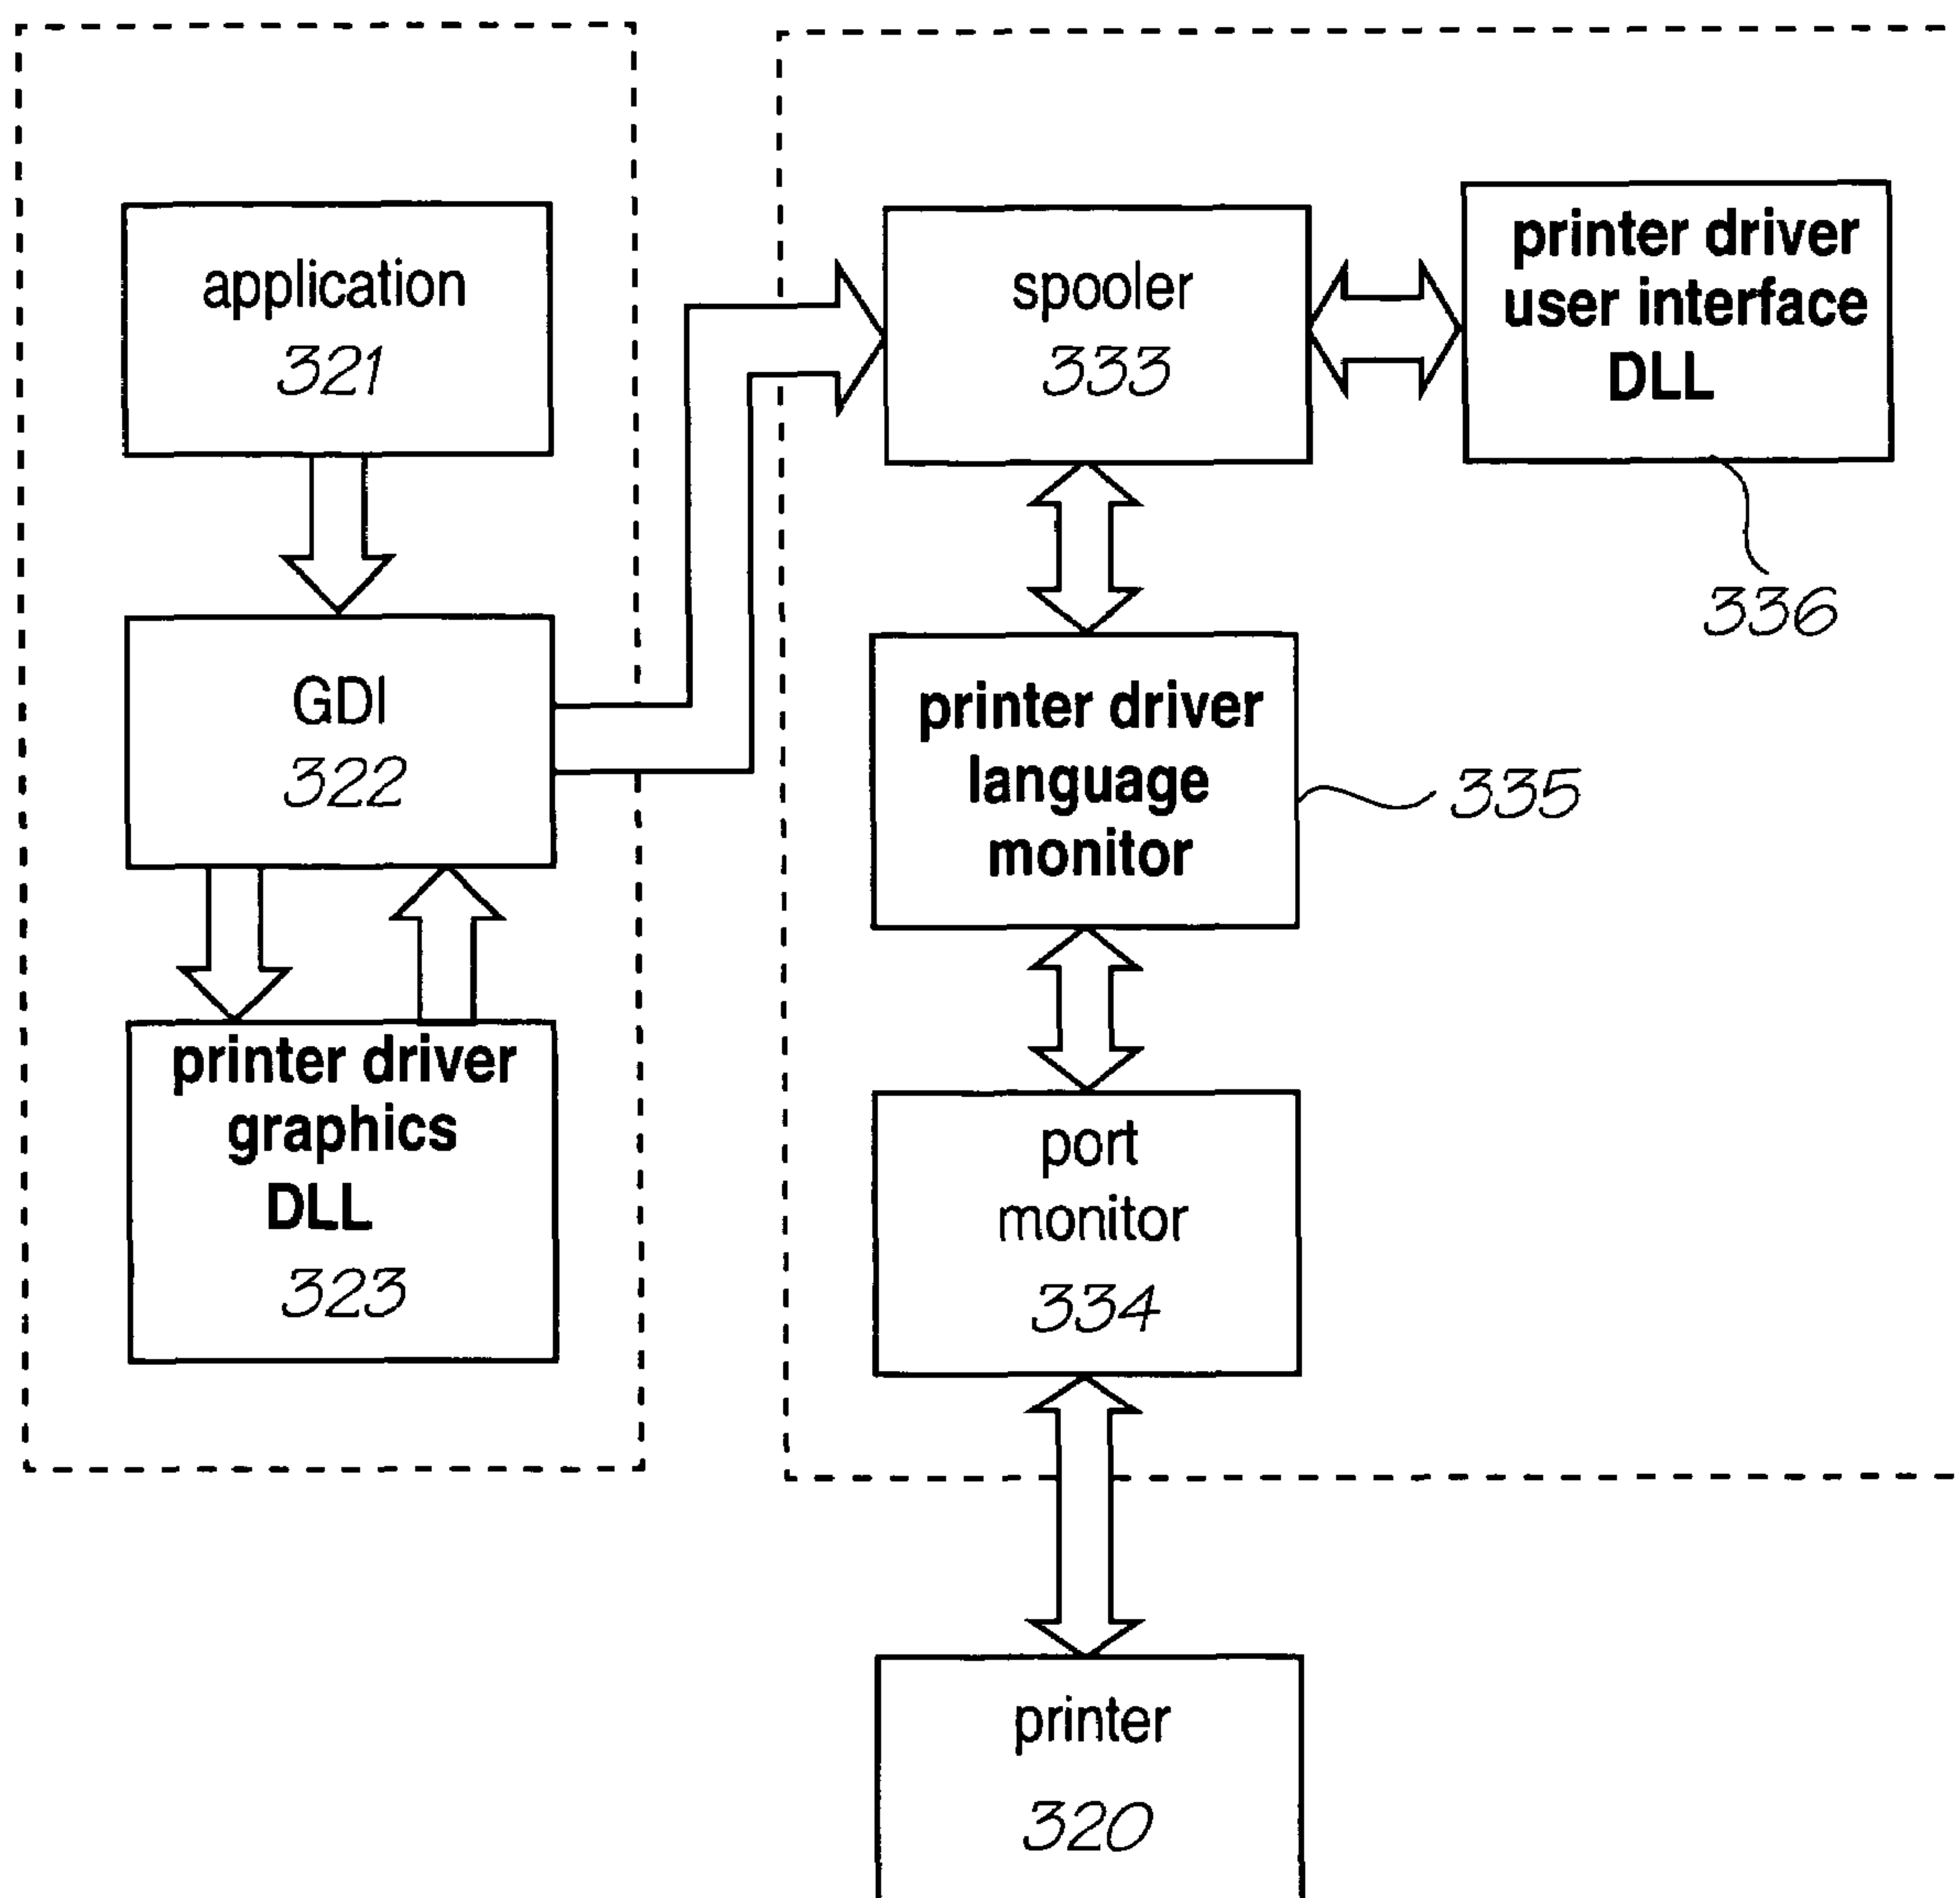 application
321
GDI
322
printer driver
graphics
DLL
323
spooler
333
printer driver
user interface
DLL
336
printer driver
language
monitor
335
port
monitor
334
printer
320